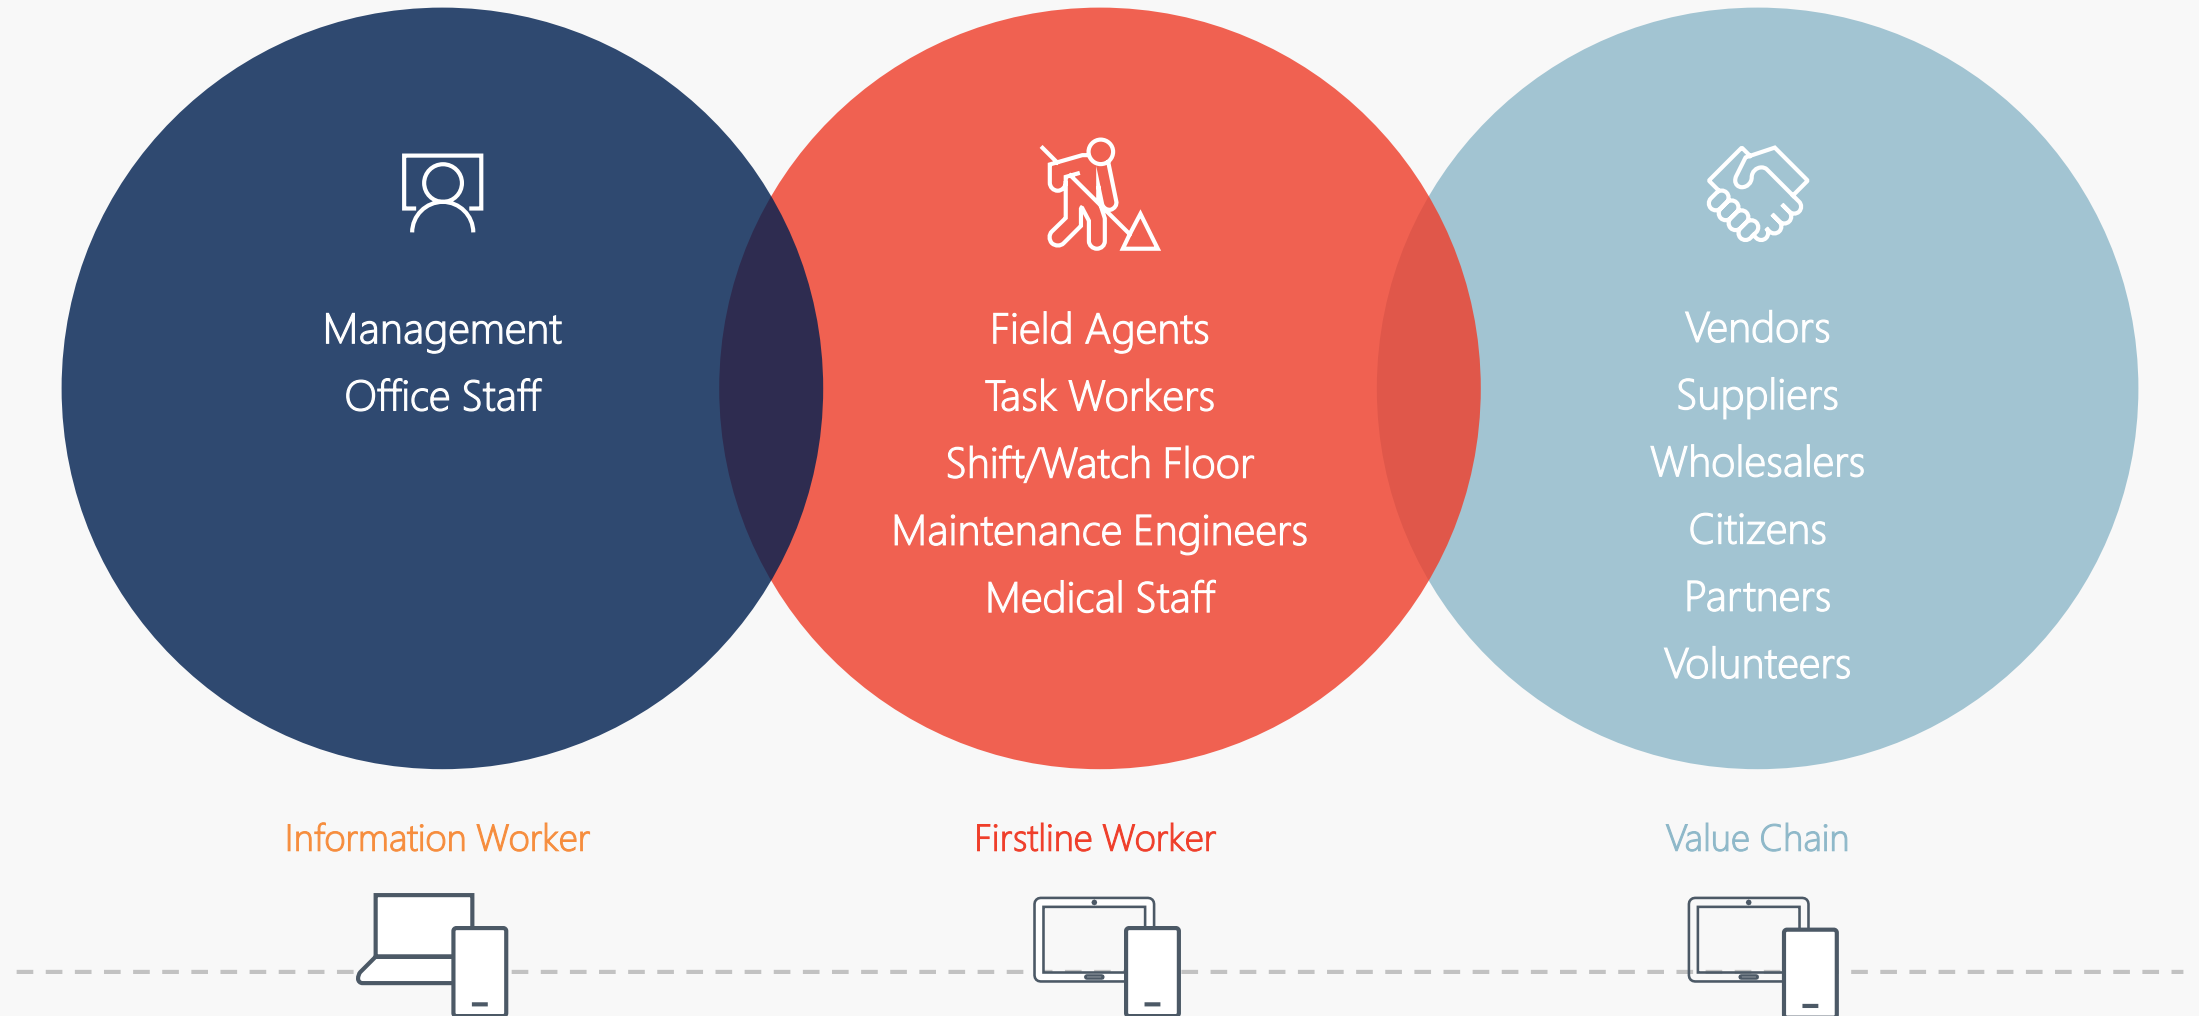 Management
Office Staff
Field Agents
Task Workers
Shift/Watch Floor
Maintenance Engineers
Medical Staff
Vendors
Suppliers
Wholesalers
Citizens
Partners
Volunteers
Information Worker
Firstline Worker
Value Chain